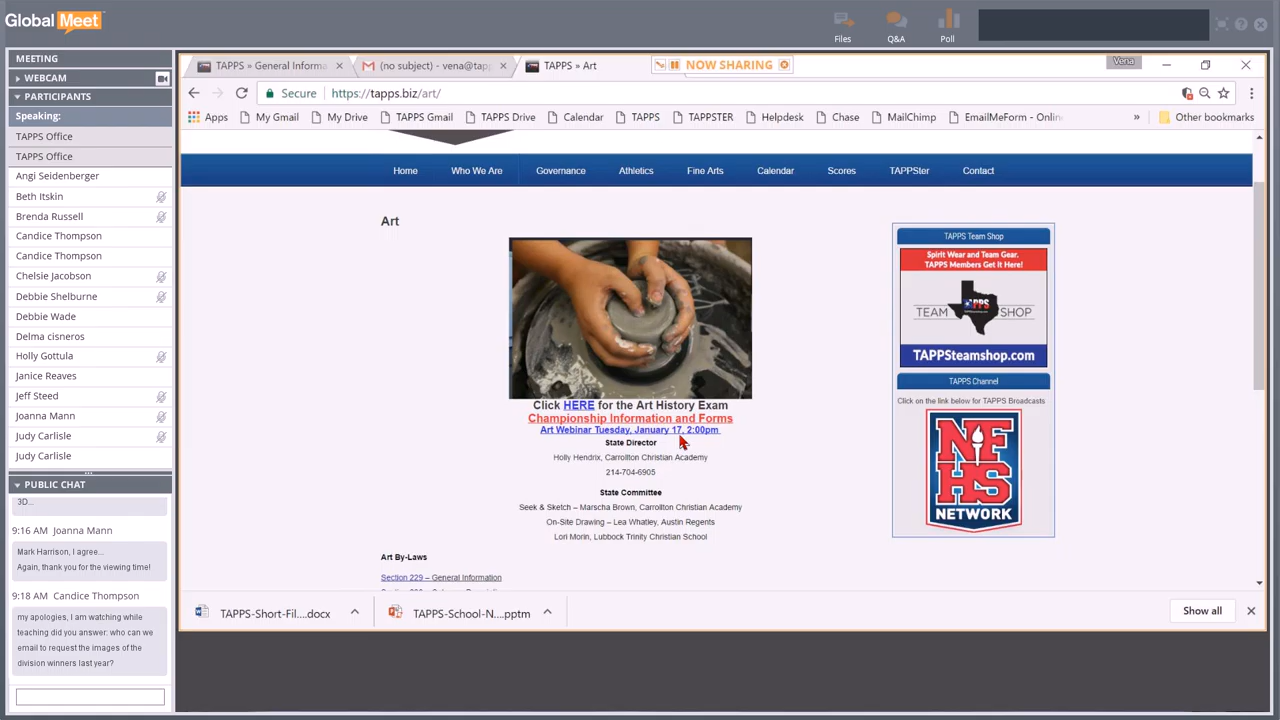 Global Meet
Files
Q&A
Poll
MEETING
WEBCAM
PARTICIPANTS
Speaking:
TAPPS Office
TAPPS Office
Angi Seidenberger
Beth Itskin
Brenda Russell
Candice Thompson
Candice Thompson
Chelsie Jacobson
Debbie Shelburne
Debbie Wade
Delma cisneros
Holly Gottula
Janice Reaves
Jeff Steed
Joanna Mann
Judy Carlisle
Judy Carlisle
PUBLIC CHAT
3D...
9:16 AM Joanna Mann
Mark Harrison, I agree...
Again, thank you for the viewing time!
9:18 AM Candice Thompson
my apologies, I am watching while
teaching did you answer: who can we
email to request the images of the
division winners last year?
TAPPS » General Informa
(no subject) - vena@tapp
TAPPS » Art
NOW SHARING
Vena
Secure
https://tapps.biz/art/
Apps
My Gmail
My Drive
TAPPS Gmail
TAPPS Drive
Calendar
TAPPS
TAPPSTER
Helpdesk
Chase
MailChimp
EmailMeForm - Onlin
»
Other bookmarks
Home
Who We Are
Governance
Athletics
Fine Arts
Calendar
Scores
TAPPSter
Contact
Art
Click HERE for the Art History Exam
Championship Information and Forms
Art Webinar Tuesday, January 17, 2:00pm
State Director
Holly Hendrix, Carrollton Christian Academy
214-704-6905
State Committee
Seek & Sketch – Marscha Brown, Carrollton Christian Academy
On-Site Drawing – Lea Whatley, Austin Regents
Lori Morin, Lubbock Trinity Christian School
Art By-Laws
Section 229 – General Information
TAPPS Team Shop
Spirit Wear and Team Gear.
TAPPS Members Get It Here!
TAPPS
TEAM SHOP
TAPPSteamshop.com
TAPPS Channel
Click on the link below for TAPPS Broadcasts
NFHS
NETWORK
TAPPS-Short-Fil....docx
TAPPS-School-N....pptm
Show all